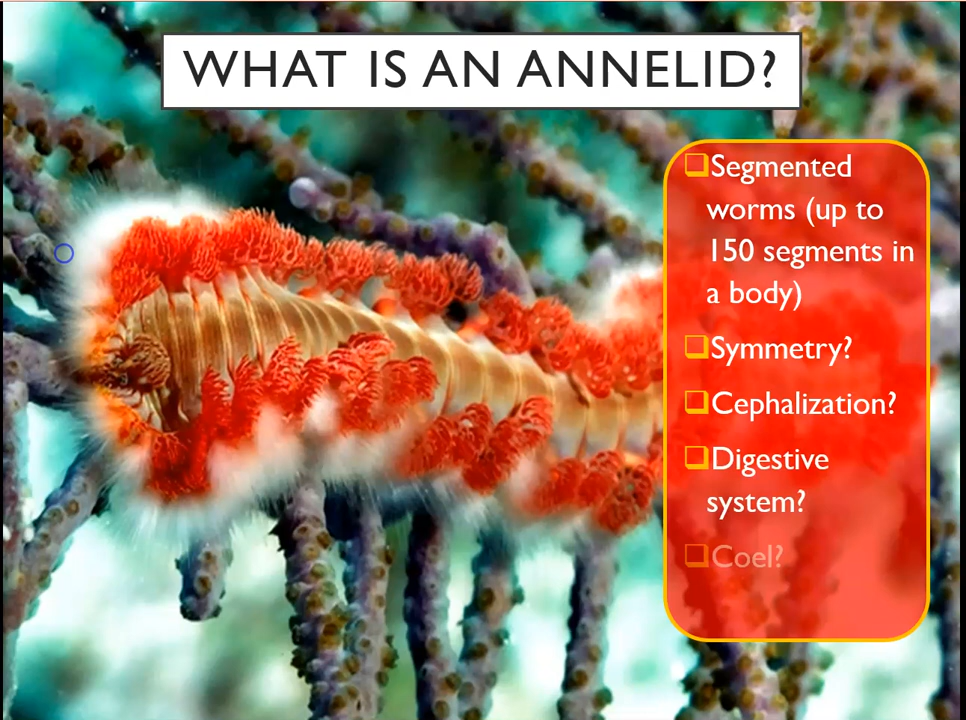 WHAT IS AN ANNELID?
Segmented
worms (up to
150 segments in
a body)
Symmetry?
Cephalization?
Digestive
system?
Coel?